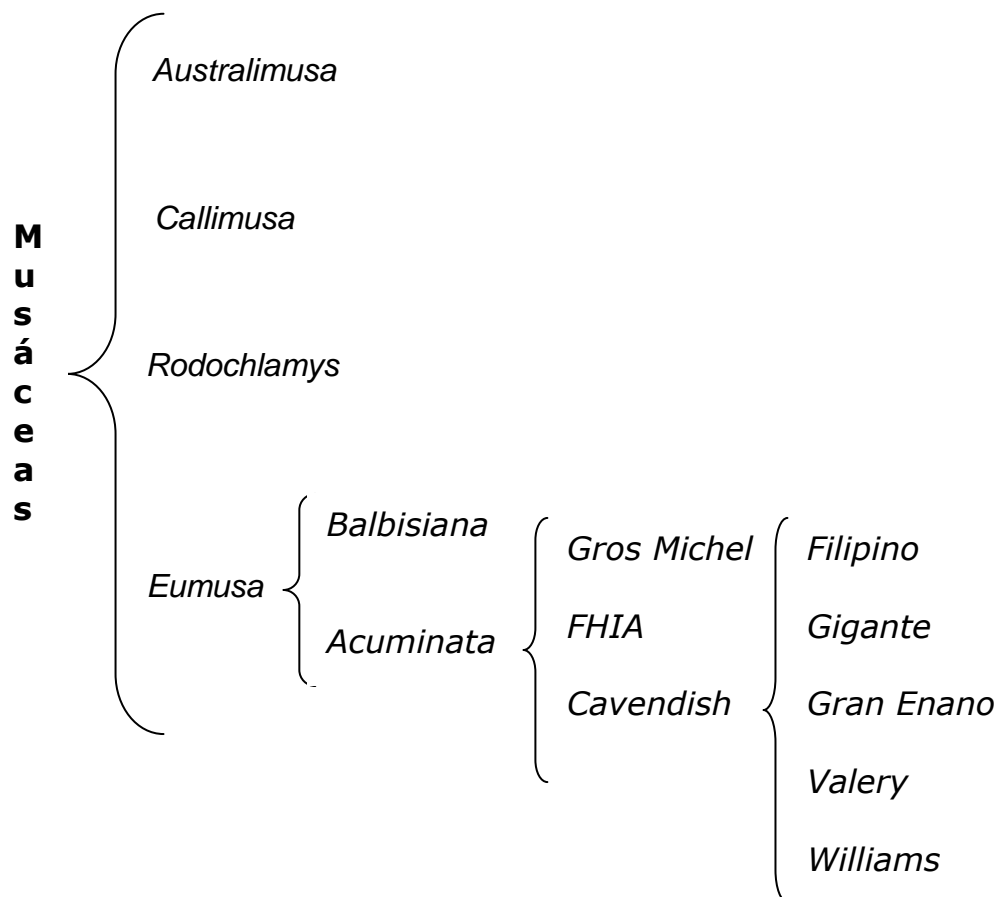 Musáceas
Australimusa
Callimusa
Rodochlamys
Eumusa
Balbisiana
Acuminata
Gros Michel
FHIA
Cavendish
Filipino
Gigante
Gran Enano
Valery
Williams